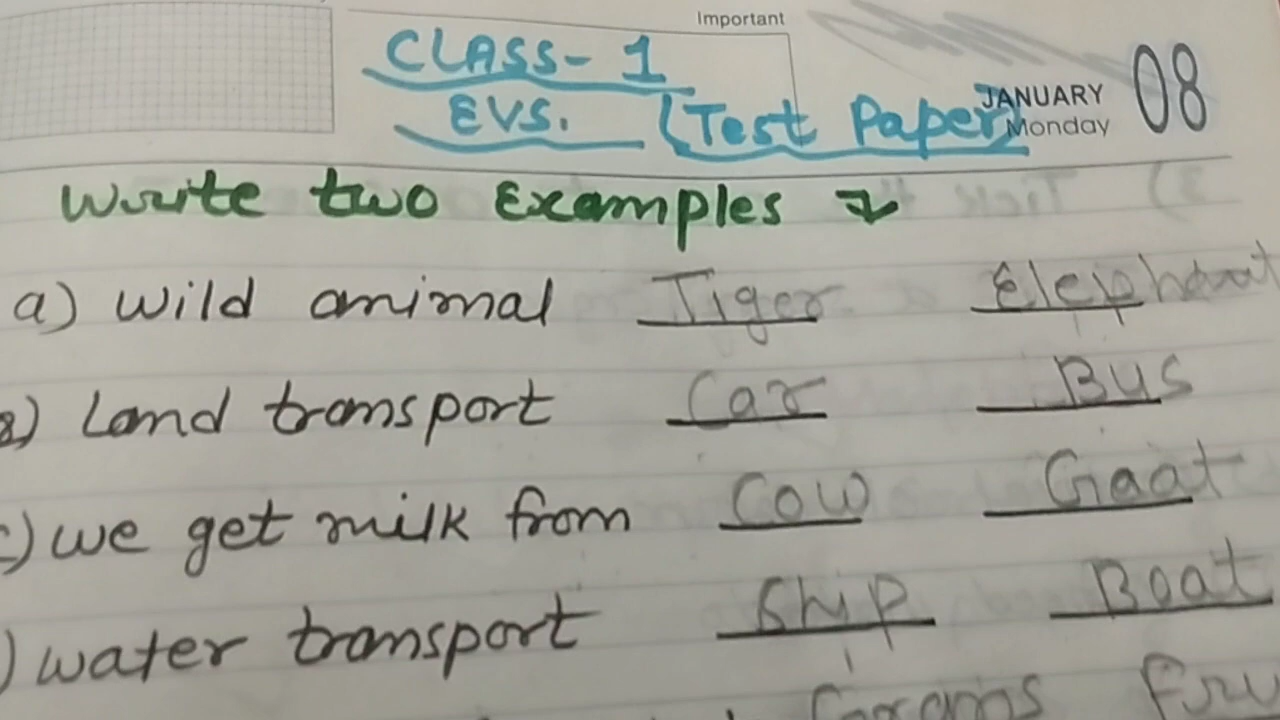 Important
CLASS- 1
JANUARY 08
EVS. (Test Paper)
Monday
Write two Examples
a) Wild animal Tiger Elephant
) Land transport Car Bus
) we get milk from Cow Goat
) water transport Ship Boat